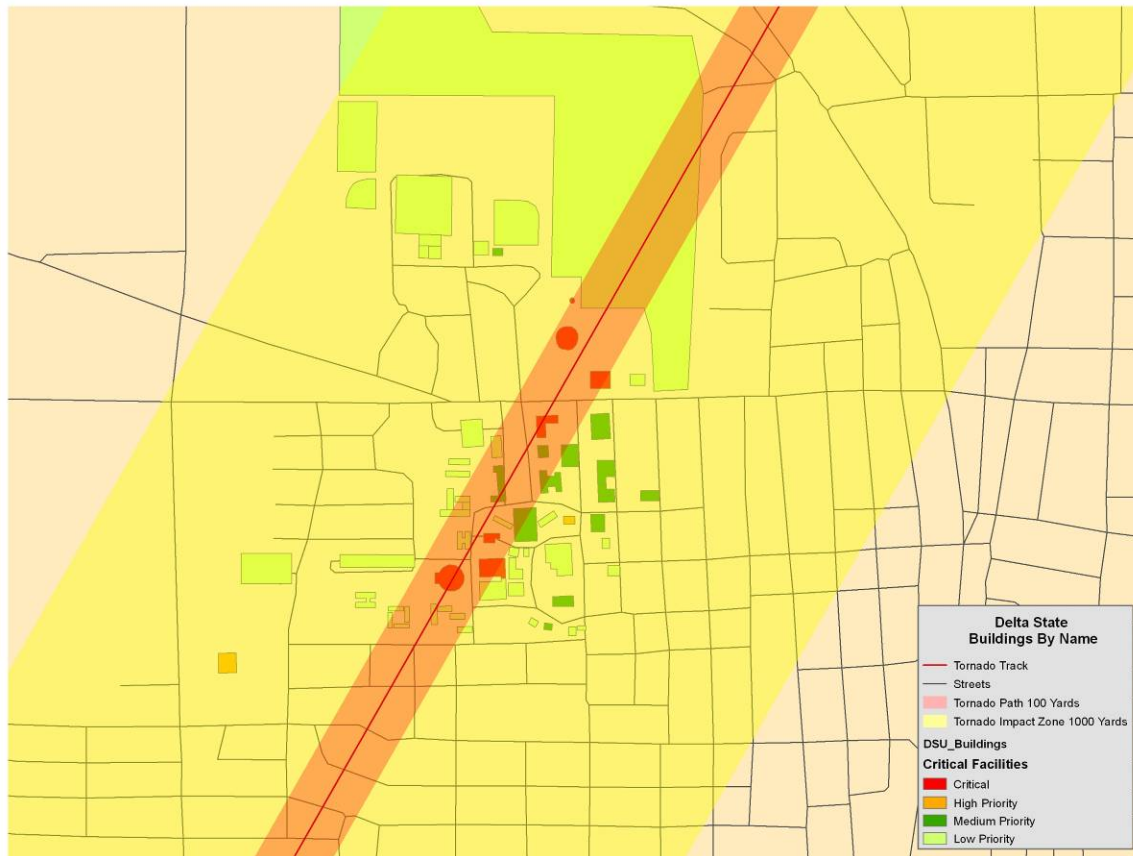 Delta State
Buildings By Name
Tornado Track
Streets
Tornado Path 100 Yards
Tornado Impact Zone 1000 Yards
DSU_Buildings
Critical Facilities
Critical
High Priority
Medium Priority
Low Priority